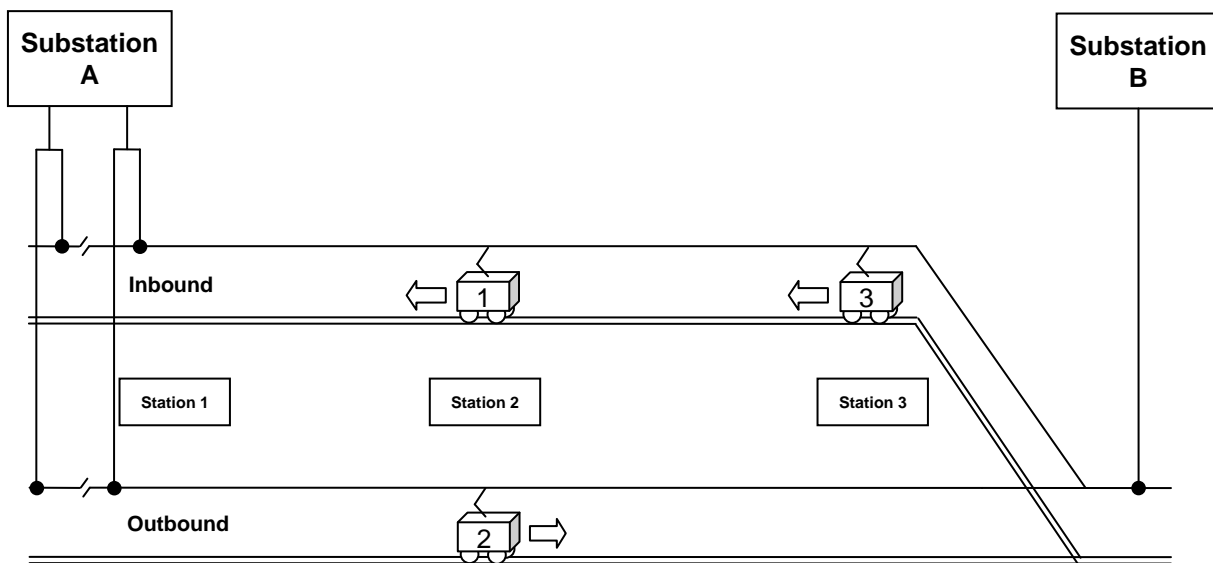 Substation
A
Substation
B
Inbound
1
3
Station 1
Station 2
Station 3
Outbound
2